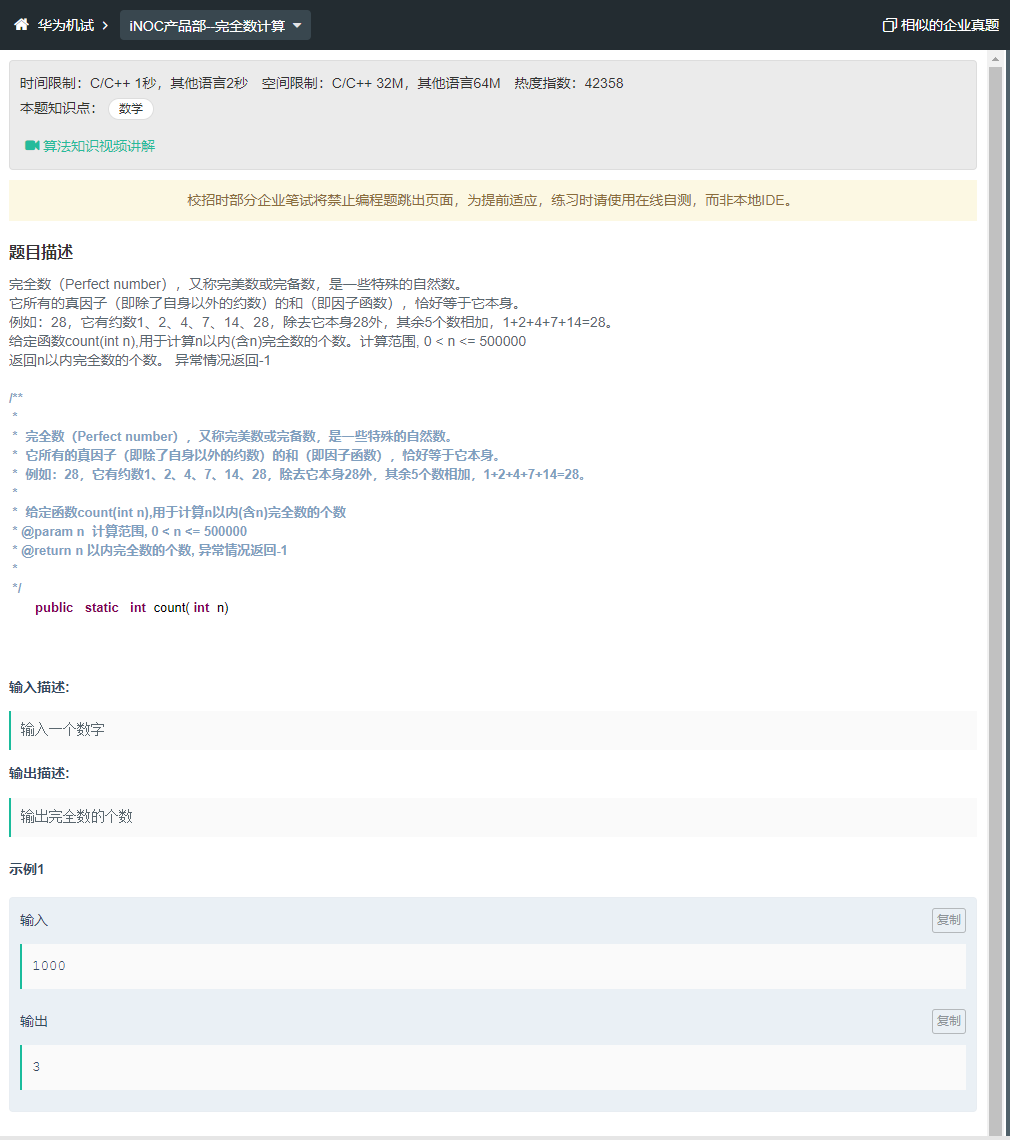 华为机试 iNOC产品部--完全数计算 相似的企业真题
时间限制：C/C++ 1秒，其他语言2秒 空间限制：C/C++ 32M，其他语言64M 热度指数：42358
本题知识点： 数学
算法知识视频讲解
校招时部分企业笔试将禁止编程题跳出页面，为提前适应，练习时请使用在线自测，而非本地IDE。
题目描述
完全数（Perfect number），又称完美数或完备数，是一些特殊的自然数。
它所有的真因子（即除了自身以外的约数）的和（即因子函数），恰好等于它本身。
例如：28，它有约数1、2、4、7、14、28，除去它本身28外，其余5个数相加，1+2+4+7+14=28。
给定函数count(int n),用于计算n以内(含n)完全数的个数。计算范围, 0 < n <= 500000
返回n以内完全数的个数。 异常情况返回-1
/**
*
* 完全数（Perfect number），又称完美数或完备数，是一些特殊的自然数。
* 它所有的真因子（即除了自身以外的约数）的和（即因子函数），恰好等于它本身。
* 例如：28，它有约数1、2、4、7、14、28，除去它本身28外，其余5个数相加，1+2+4+7+14=28。
*
* 给定函数count(int n),用于计算n以内(含n)完全数的个数
* @param n 计算范围, 0 < n <= 500000
* @return n 以内完全数的个数, 异常情况返回-1
*
*/
public static int count( int n)
输入描述:
输入一个数字
输出描述:
输出完全数的个数
示例1
输入 复制
1000
输出 复制
3